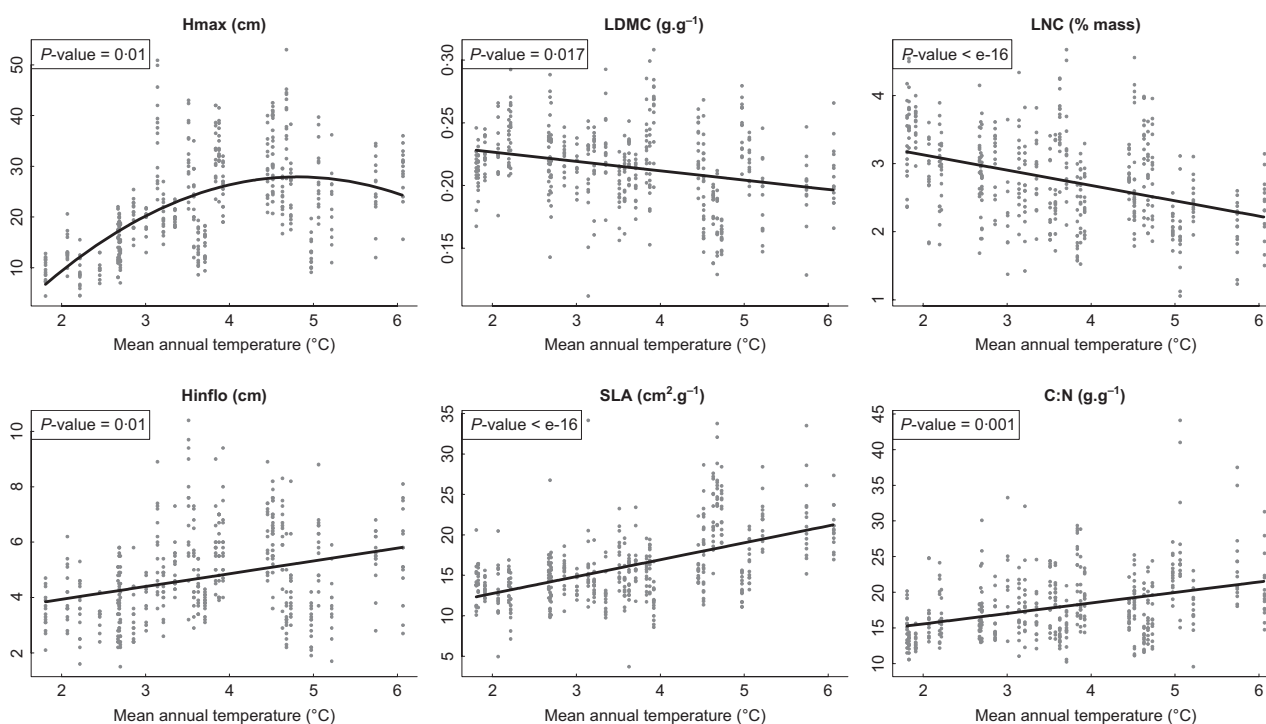 Hmax (cm)
P-value = 0·01
50
40
30
20
10
2 3 4 5 6
Mean annual temperature (°C)
LDMC (g.g⁻¹)
P-value = 0·017
0·30
0·25
0·20
0·15
2 3 4 5 6
Mean annual temperature (°C)
LNC (% mass)
P-value < e-16
4
3
2
1
2 3 4 5 6
Mean annual temperature (°C)
Hinflo (cm)
P-value = 0·01
10
8
6
4
2
2 3 4 5 6
Mean annual temperature (°C)
SLA (cm².g⁻¹)
P-value < e-16
35
30
25
20
15
10
5
2 3 4 5 6
Mean annual temperature (°C)
C:N (g.g⁻¹)
P-value = 0·001
45
40
35
30
25
20
15
10
2 3 4 5 6
Mean annual temperature (°C)